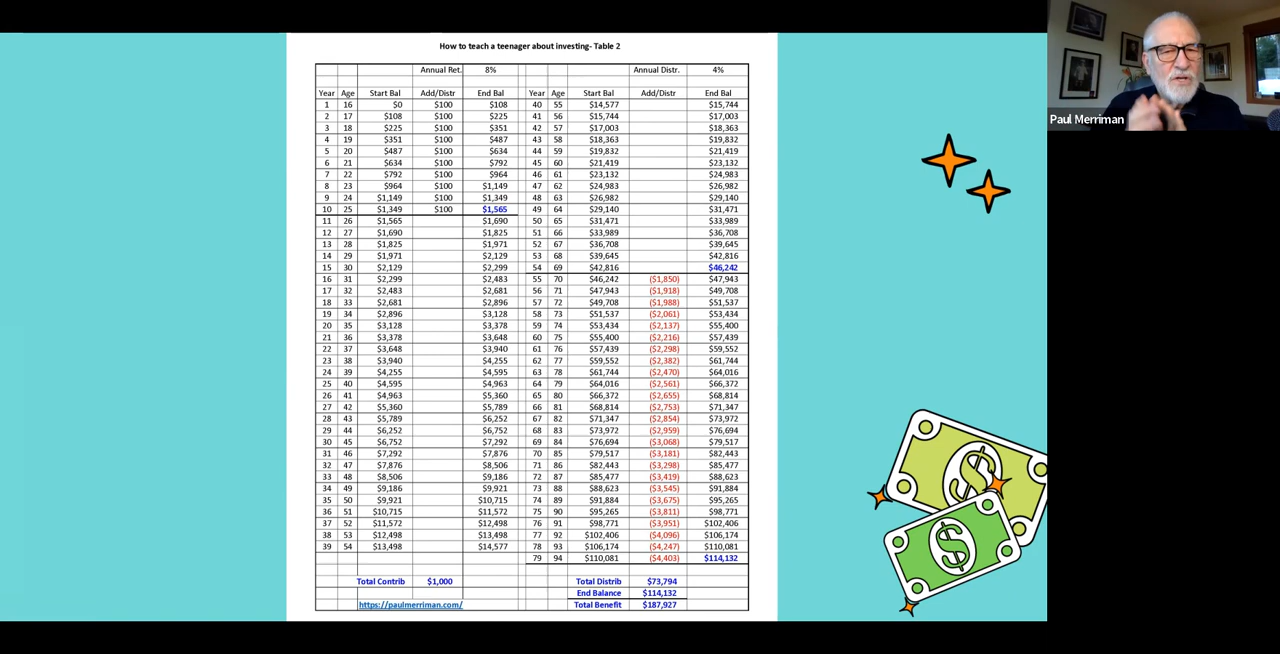 How to teach a teenager about investing- Table 2
Annual Ret. 8% Annual Distr. 4%
Year Age Start Bal Add/Distr End Bal Year Age Start Bal Add/Distr End Bal
1 16 $0 $100 $108 40 55 $14,577 $15,744
2 17 $108 $100 $225 41 56 $15,744 $17,003
3 18 $225 $100 $351 42 57 $17,003 $18,363
4 19 $351 $100 $487 43 58 $18,363 $19,832
5 20 $487 $100 $634 44 59 $19,832 $21,419
6 21 $634 $100 $792 45 60 $21,419 $23,132
7 22 $792 $100 $964 46 61 $23,132 $24,983
8 23 $964 $100 $1,149 47 62 $24,983 $26,982
9 24 $1,149 $100 $1,349 48 63 $26,982 $29,140
10 25 $1,349 $100 $1,565 49 64 $29,140 $31,471
11 26 $1,565 $1,690 50 65 $31,471 $33,989
12 27 $1,690 $1,825 51 66 $33,989 $36,708
13 28 $1,825 $1,971 52 67 $36,708 $39,645
14 29 $1,971 $2,129 53 68 $39,645 $42,816
15 30 $2,129 $2,299 54 69 $42,816 $46,242
16 31 $2,299 $2,483 55 70 $46,242 ($1,850) $47,943
17 32 $2,483 $2,681 56 71 $47,943 ($1,918) $49,708
18 33 $2,681 $2,896 57 72 $49,708 ($1,988) $51,537
19 34 $2,896 $3,128 58 73 $51,537 ($2,061) $53,434
20 35 $3,128 $3,378 59 74 $53,434 ($2,137) $55,400
21 36 $3,378 $3,648 60 75 $55,400 ($2,216) $57,439
22 37 $3,648 $3,940 61 76 $57,439 ($2,298) $59,552
23 38 $3,940 $4,255 62 77 $59,552 ($2,382) $61,744
24 39 $4,255 $4,595 63 78 $61,744 ($2,470) $64,016
25 40 $4,595 $4,963 64 79 $64,016 ($2,561) $66,372
26 41 $4,963 $5,360 65 80 $66,372 ($2,655) $68,814
27 42 $5,360 $5,789 66 81 $68,814 ($2,753) $71,347
28 43 $5,789 $6,252 67 82 $71,347 ($2,854) $73,972
29 44 $6,252 $6,752 68 83 $73,972 ($2,959) $76,694
30 45 $6,752 $7,292 69 84 $76,694 ($3,068) $79,517
31 46 $7,292 $7,876 70 85 $79,517 ($3,181) $82,443
32 47 $7,876 $8,506 71 86 $82,443 ($3,298) $85,477
33 48 $8,506 $9,186 72 87 $85,477 ($3,419) $88,623
34 49 $9,186 $9,921 73 88 $88,623 ($3,545) $91,884
35 50 $9,921 $10,715 74 89 $91,884 ($3,675) $95,265
36 51 $10,715 $11,572 75 90 $95,265 ($3,811) $98,771
37 52 $11,572 $12,498 76 91 $98,771 ($3,951) $102,406
38 53 $12,498 $13,498 77 92 $102,406 ($4,096) $106,174
39 54 $13,498 $14,577 78 93 $106,174 ($4,247) $110,081
79 94 $110,081 ($4,403) $114,132
Total Contrib $1,000 Total Distrib $73,794
End Balance $114,132
https://paulmerriman.com/ Total Benefit $187,927
Paul Merriman
$
$